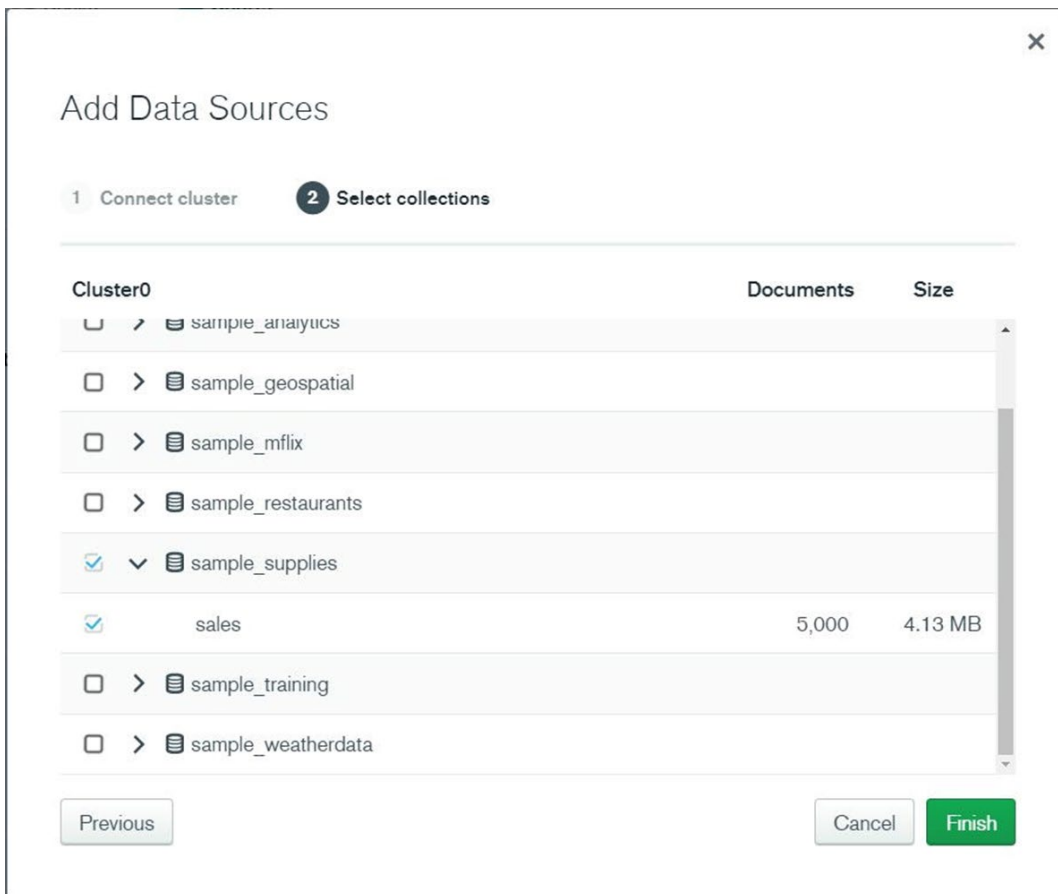 Add Data Sources
1 Connect cluster 2 Select collections
Cluster0 Documents Size
sample_analytics
sample_geospatial
sample_mflix
sample_restaurants
sample_supplies
sales 5,000 4.13 MB
sample_training
sample_weatherdata
Previous Cancel Finish